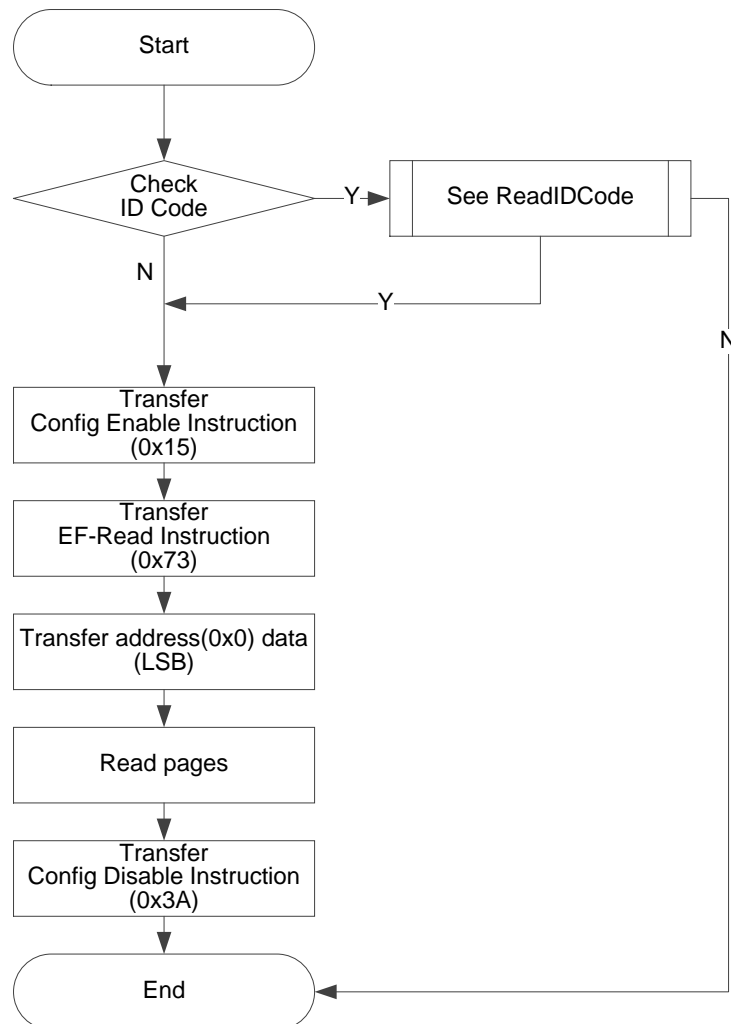 Start
Check
ID Code
Y
See ReadIDCode
N
Y
N
Transfer
Config Enable Instruction
(0x15)
Transfer
EF-Read Instruction
(0x73)
Transfer address(0x0) data
(LSB)
Read pages
Transfer
Config Disable Instruction
(0x3A)
End